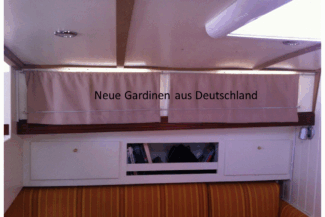 Neue Gardinen aus Deutschland